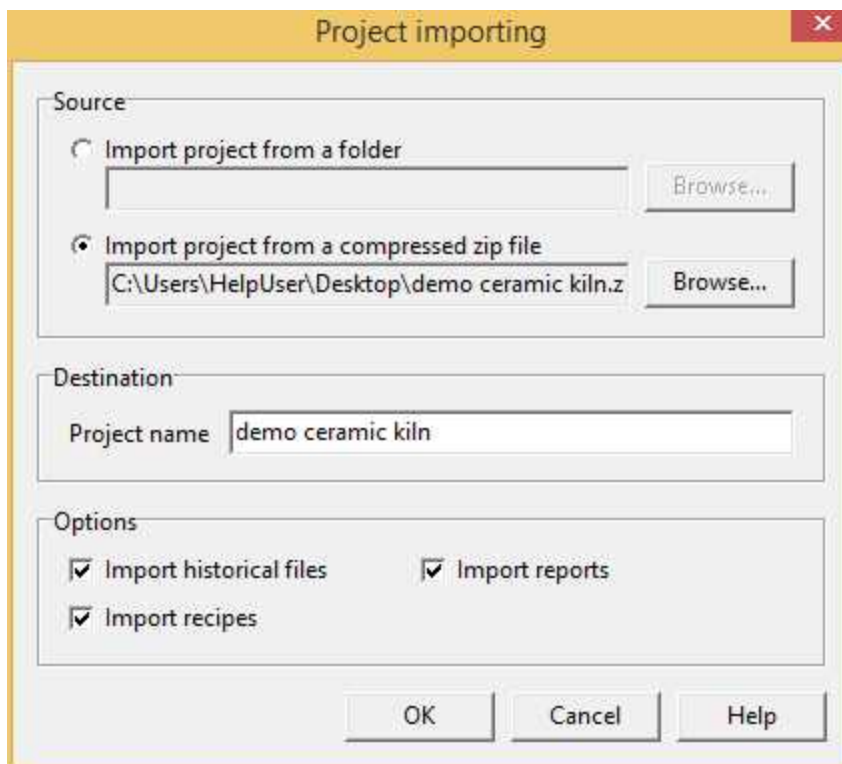 Project importing
Source
Import project from a folder
Browse...
Import project from a compressed zip file
C:\Users\HelpUser\Desktop\demo ceramic kiln.z
Browse...
Destination
Project name demo ceramic kiln
Options
Import historical files Import reports
Import recipes
OK Cancel Help